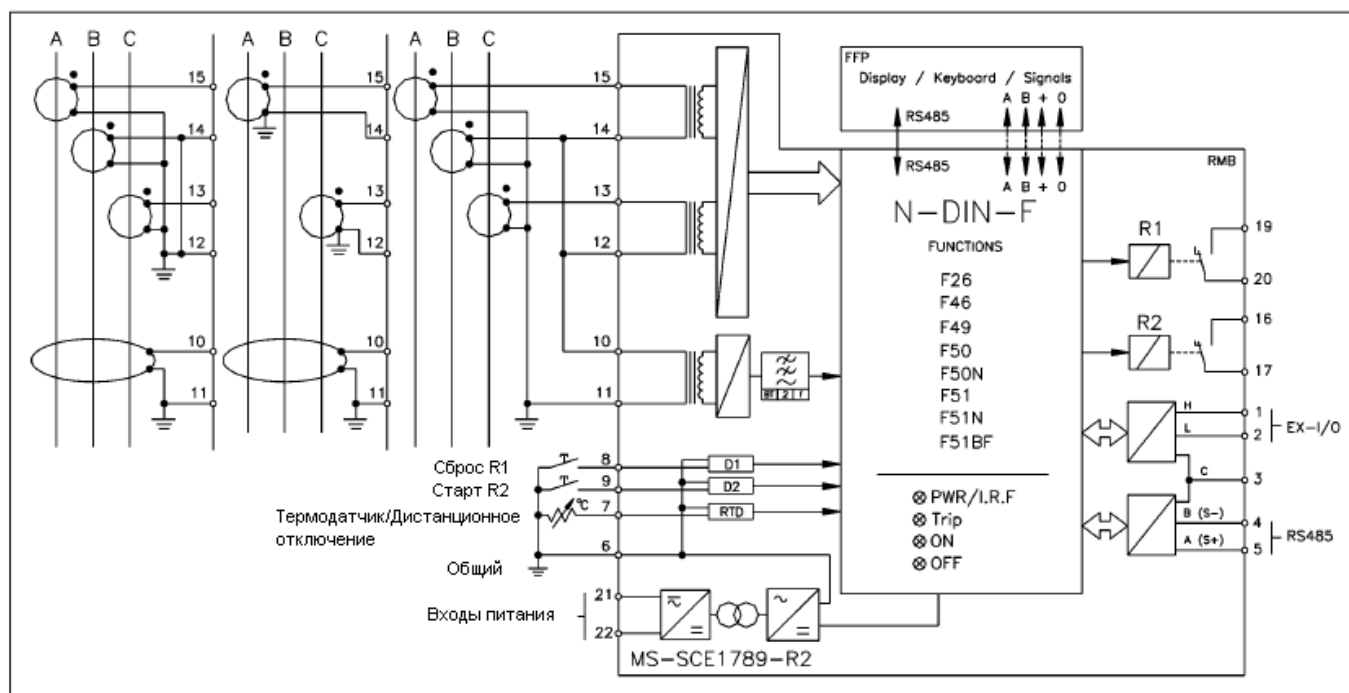 A B C
A B C
A B C
15
14
13
12
10
11
15
14
13
12
10
11
15
14
13
12
10
11
FFP
Display / Keyboard / Signals
A B + 0
RS485
RS485
A B + 0
RMB
N-DIN-F
FUNCTIONS
F26
F46
F49
F50
F50N
F51
F51N
F51BF
PWR/I.R.F
Trip
ON
OFF
R1
19
20
R2
16
17
H
1
L
2
EX-I/O
C
3
B (S-)
4
A (S+)
5
RS485
Сброс R1
8
D1
Старт R2
9
D2
Термодатчик/Дистанционное
отключение
°C
7
RTD
6
Общий
Входы питания
21
22
MS-SCE1789-R2